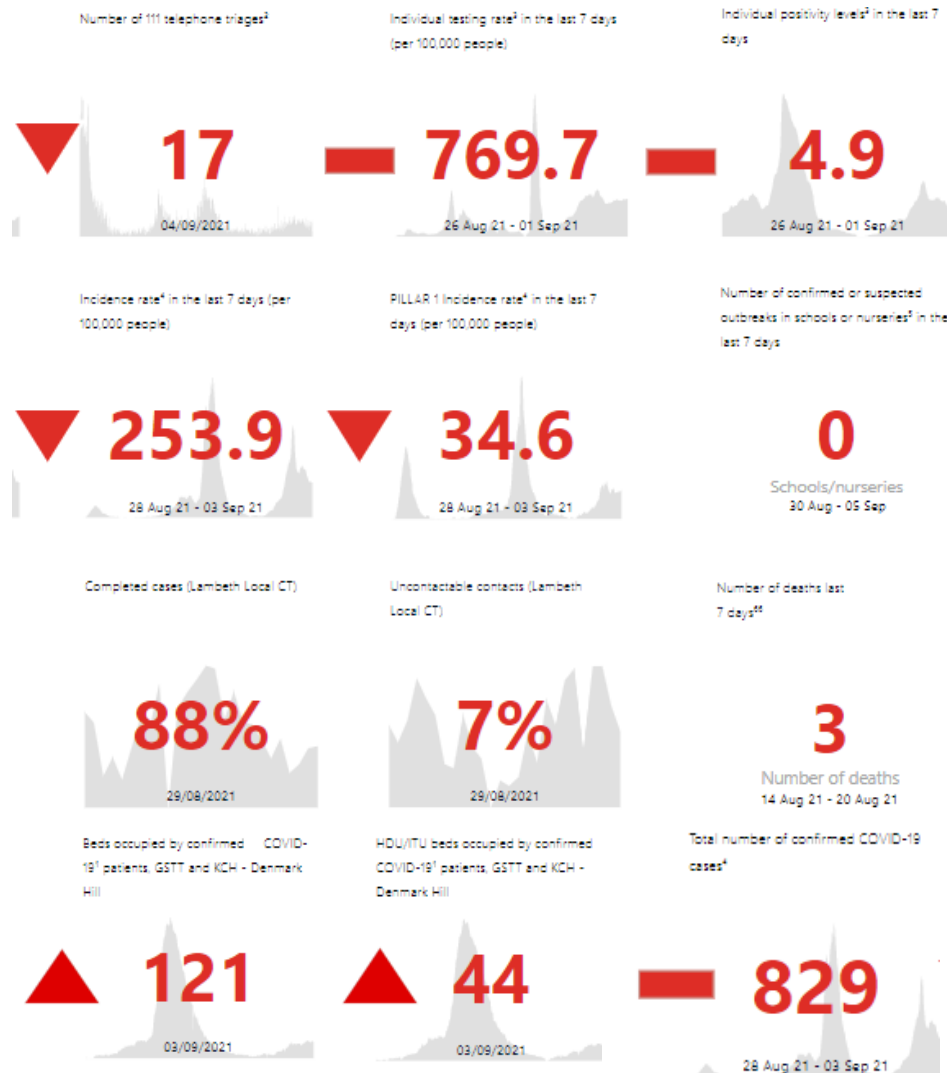 Number of 111 telephone triages³
17
04/09/2021
Individual testing rate² in the last 7 days
(per 100,000 people)
769.7
26 Aug 21 - 01 Sep 21
Individual positivity levels² in the last 7
days
4.9
26 Aug 21 - 01 Sep 21
Incidence rate⁴ in the last 7 days (per
100,000 people)
253.9
28 Aug 21 - 03 Sep 21
PILLAR 1 Incidence rate⁴ in the last 7
days (per 100,000 people)
34.6
28 Aug 21 - 03 Sep 21
Number of confirmed or suspected
outbreaks in schools or nurseries⁵ in the
last 7 days
0
Schools/nurseries
30 Aug - 05 Sep
Completed cases (Lambeth Local CT)
88%
29/08/2021
Uncontactable contacts (Lambeth
Local CT)
7%
29/08/2021
Number of deaths last
7 days⁶⁶
3
Number of deaths
14 Aug 21 - 20 Aug 21
Beds occupied by confirmed COVID-
19¹ patients, GSTT and KCH - Denmark
Hill
121
03/09/2021
HDU/ITU beds occupied by confirmed
COVID-19¹ patients, GSTT and KCH -
Denmark Hill
44
03/09/2021
Total number of confirmed COVID-19
cases⁴
829
28 Aug 21 - 03 Sep 21